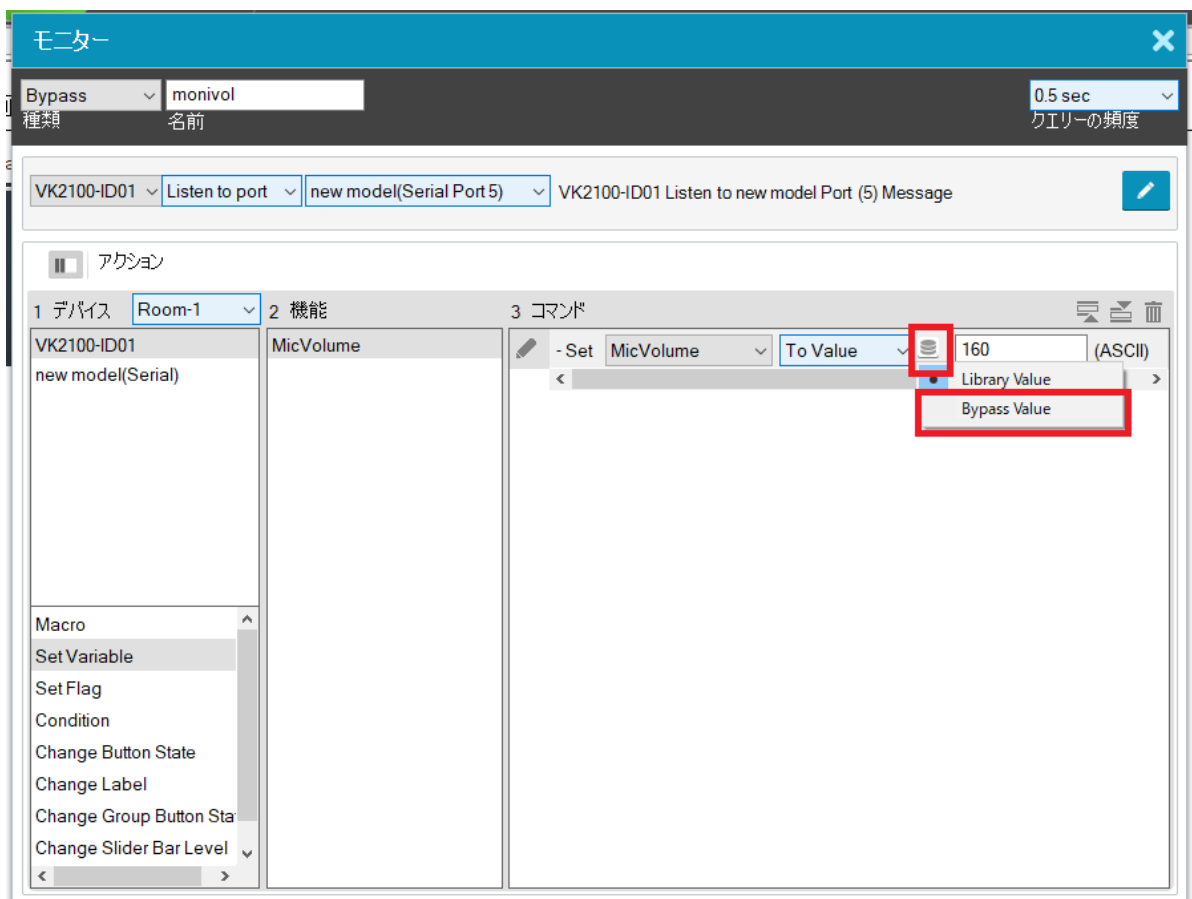 モニター
Bypass monivol 0.5 sec
種類 名前 クエリーの頻度
VK2100-ID01 Listen to port new model(Serial Port 5) VK2100-ID01 Listen to new model Port (5) Message
アクション
1 デバイス Room-1 2 機能 3 コマンド
VK2100-ID01 MicVolume - Set MicVolume To Value 160 (ASCII)
new model(Serial) Library Value
Bypass Value
Macro
Set Variable
Set Flag
Condition
Change Button State
Change Label
Change Group Button Sta
Change Slider Bar Level